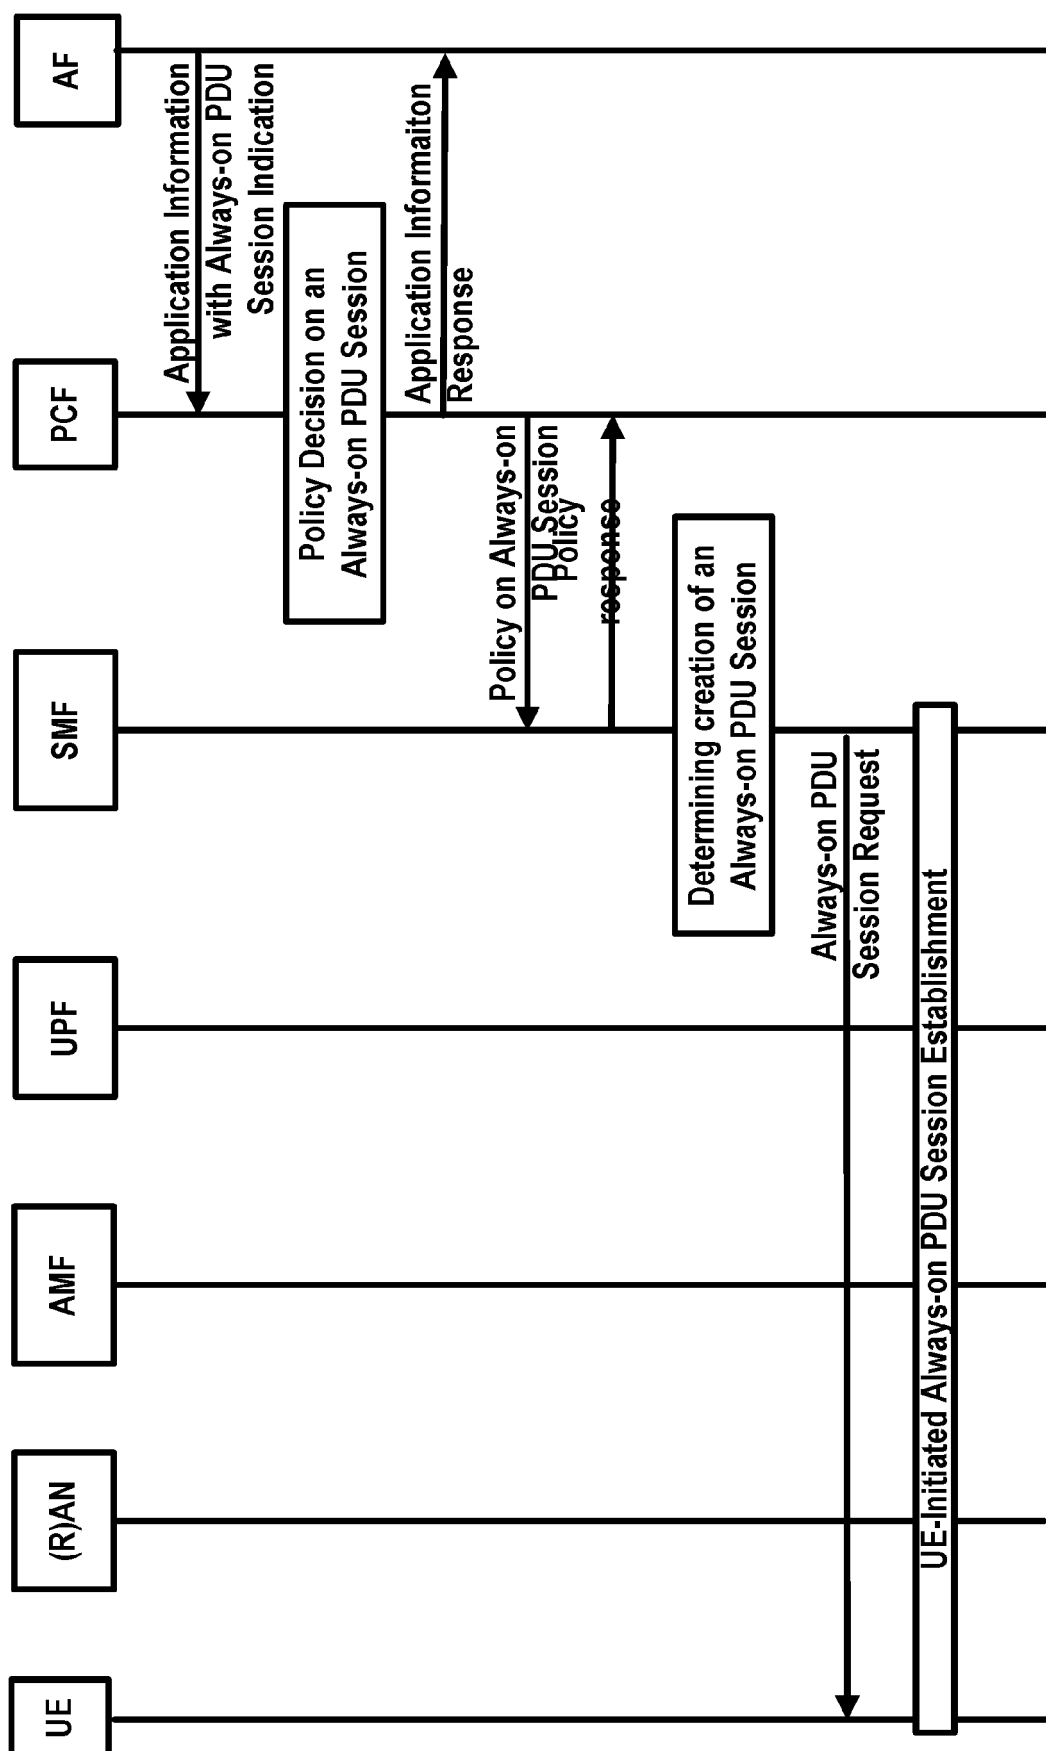 UE
(R)AN
AMF
UPF
SMF
PCF
AF
Application Information
with Always-on PDU
Session Indication
Policy Decision on an
Always-on PDU Session
Application Informaiton
Response
Policy on Always-on
PDU Session
Policy
response
Determining creation of an
Always-on PDU Session
Always-on PDU
Session Request
UE-Initiated Always-on PDU Session Establishment